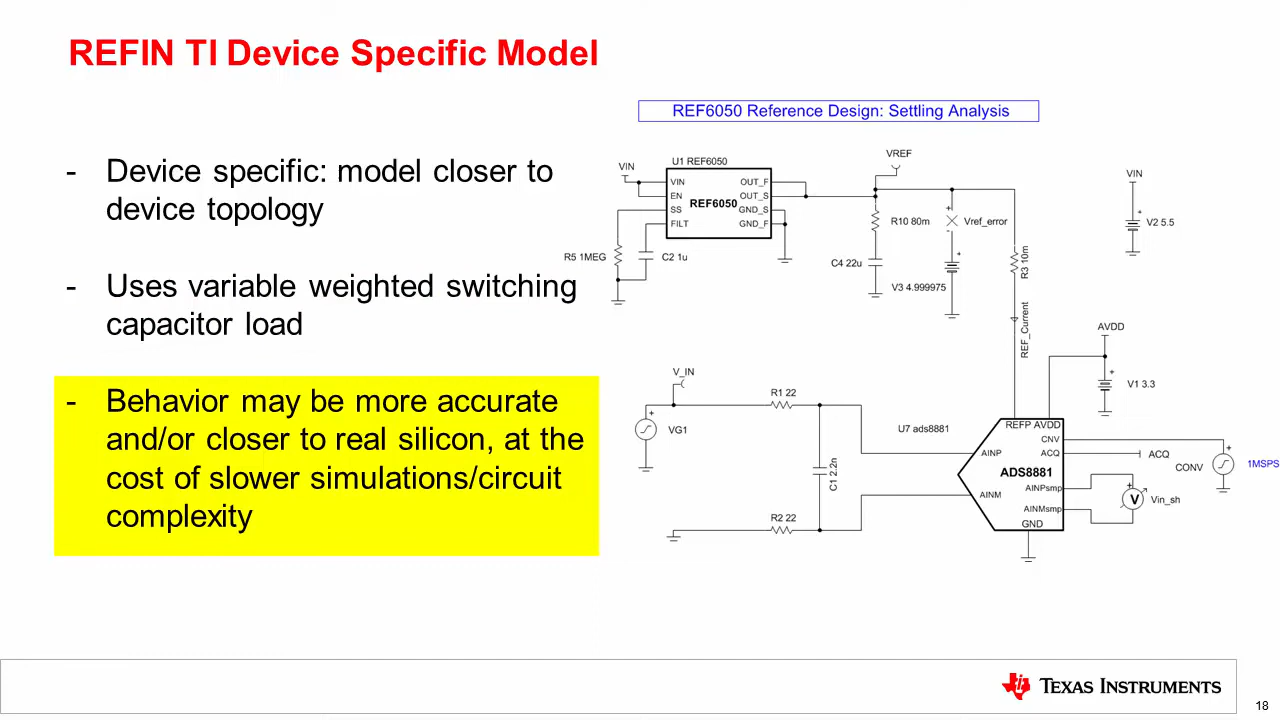 REFIN TI Device Specific Model
- Device specific: model closer to
device topology
- Uses variable weighted switching
capacitor load
- Behavior may be more accurate
and/or closer to real silicon, at the
cost of slower simulations/circuit
complexity
REF6050 Reference Design: Settling Analysis
VIN
U1 REF6050
VREF
VIN
VIN
EN
SS
FILT
REF6050
OUT_F
OUT_S
GND_S
GND_F
R5 1MEG
C2 1u
R10 80m
C4 22u
+
Vref_error
-
+
V3 4.999975
R3 10m
REF_Current
+
V2 5.5
AVDD
+
V1 3.3
V_IN
+
VG1
R1 22
C1 2.2n
R2 22
U7 ads8881
REFP AVDD
CNV
ACQ
AINP
ADS8881
AINPsmp
AINM
AINMsmp
GND
ACQ
CONV
+
1MSPS
+
V
-
Vin_sh
TEXAS INSTRUMENTS
18